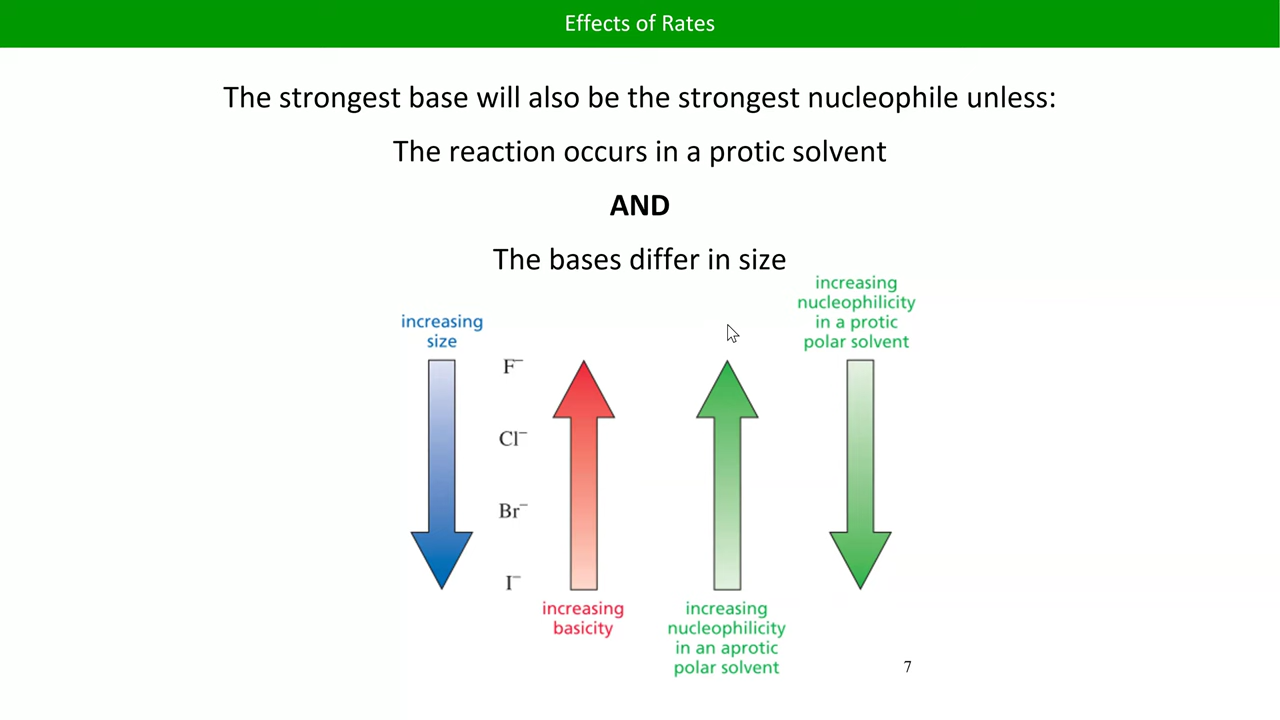 Effects of Rates
The strongest base will also be the strongest nucleophile unless:
The reaction occurs in a protic solvent
AND
The bases differ in size
increasing
size
F⁻
Cl⁻
Br⁻
I⁻
increasing
basicity
increasing
nucleophilicity
in an aprotic
polar solvent
increasing
nucleophilicity
in a protic
polar solvent
7